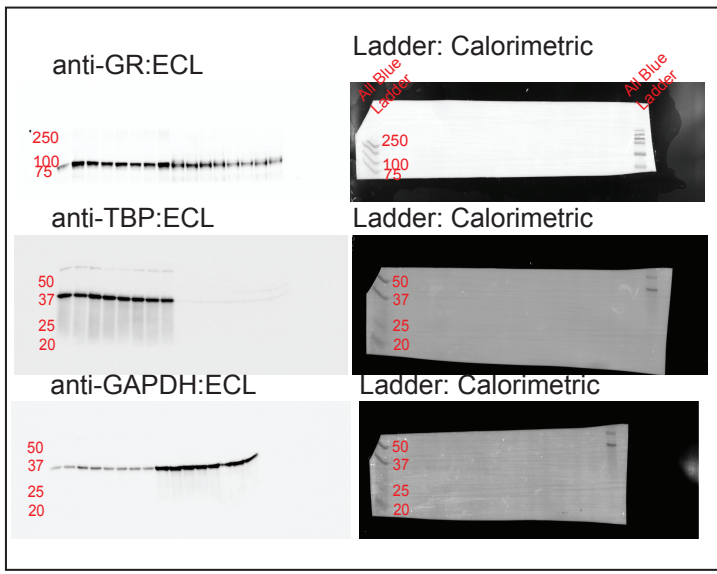 anti-GR:ECL
Ladder: Calorimetric
250
100
75
All Blue
Ladder
250
100
75
All Blue
Ladder
anti-TBP:ECL
Ladder: Calorimetric
50
37
25
20
50
37
25
20
anti-GAPDH:ECL
Ladder: Calorimetric
50
37
25
20
50
37
25
20